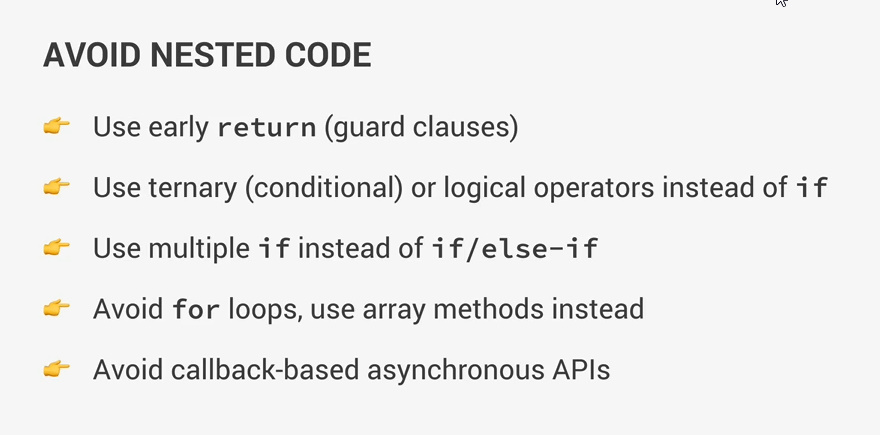 AVOID NESTED CODE
👉 Use early return (guard clauses)
👉 Use ternary (conditional) or logical operators instead of if
👉 Use multiple if instead of if/else-if
👉 Avoid for loops, use array methods instead
👉 Avoid callback-based asynchronous APIs